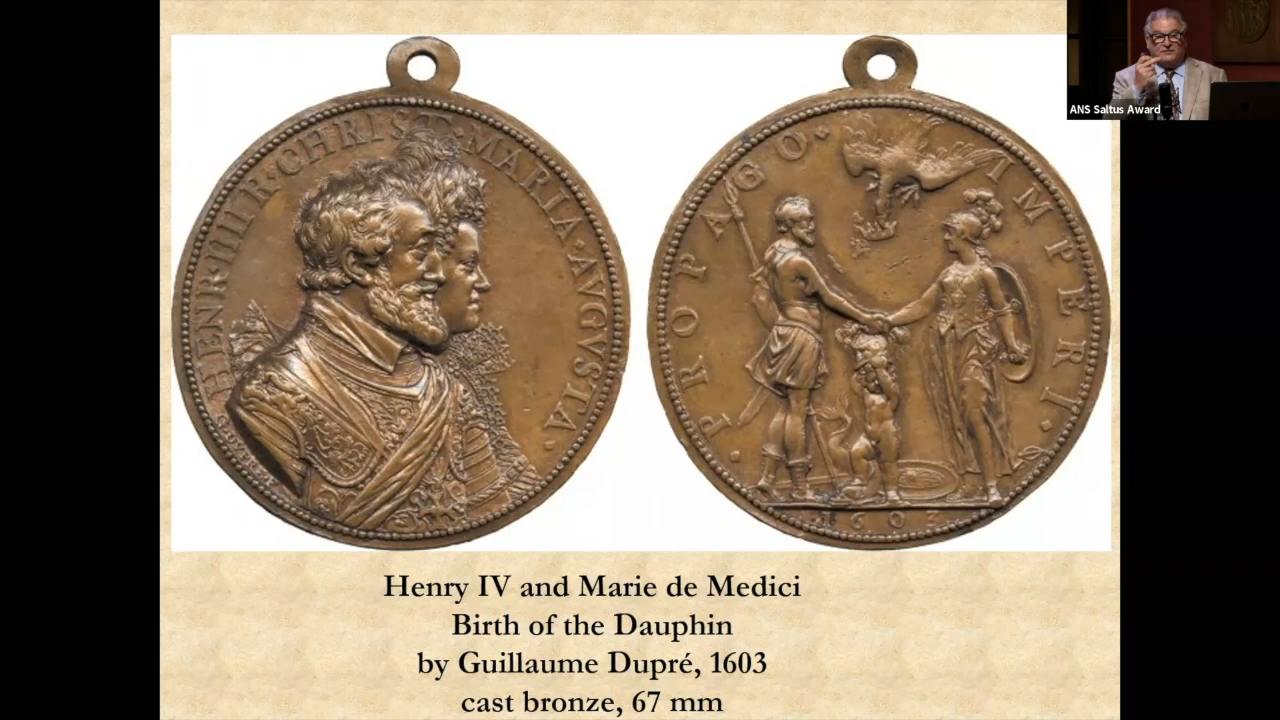 HENR·IIII·R·CHRIST·MARIA·AVGVSTA·
PROPAGO·IMPERI·
1603
ANS Saltus Award
Henry IV and Marie de Medici
Birth of the Dauphin
by Guillaume Dupré, 1603
cast bronze, 67 mm